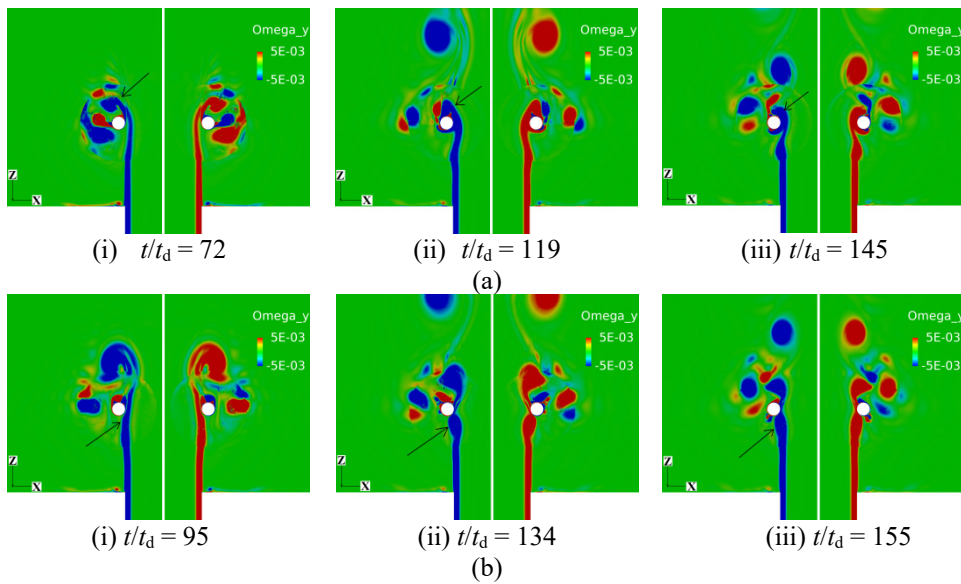 Omega_y Omega_y Omega_y
5E-03 5E-03 5E-03
-5E-03 -5E-03 -5E-03
Z Z Z
X X X
(i) t/td = 72 (ii) t/td = 119 (iii) t/td = 145
(a)
Omega_y Omega_y Omega_y
5E-03 5E-03 5E-03
-5E-03 -5E-03 -5E-03
Z Z Z
X X X
(i) t/td = 95 (ii) t/td = 134 (iii) t/td = 155
(b)